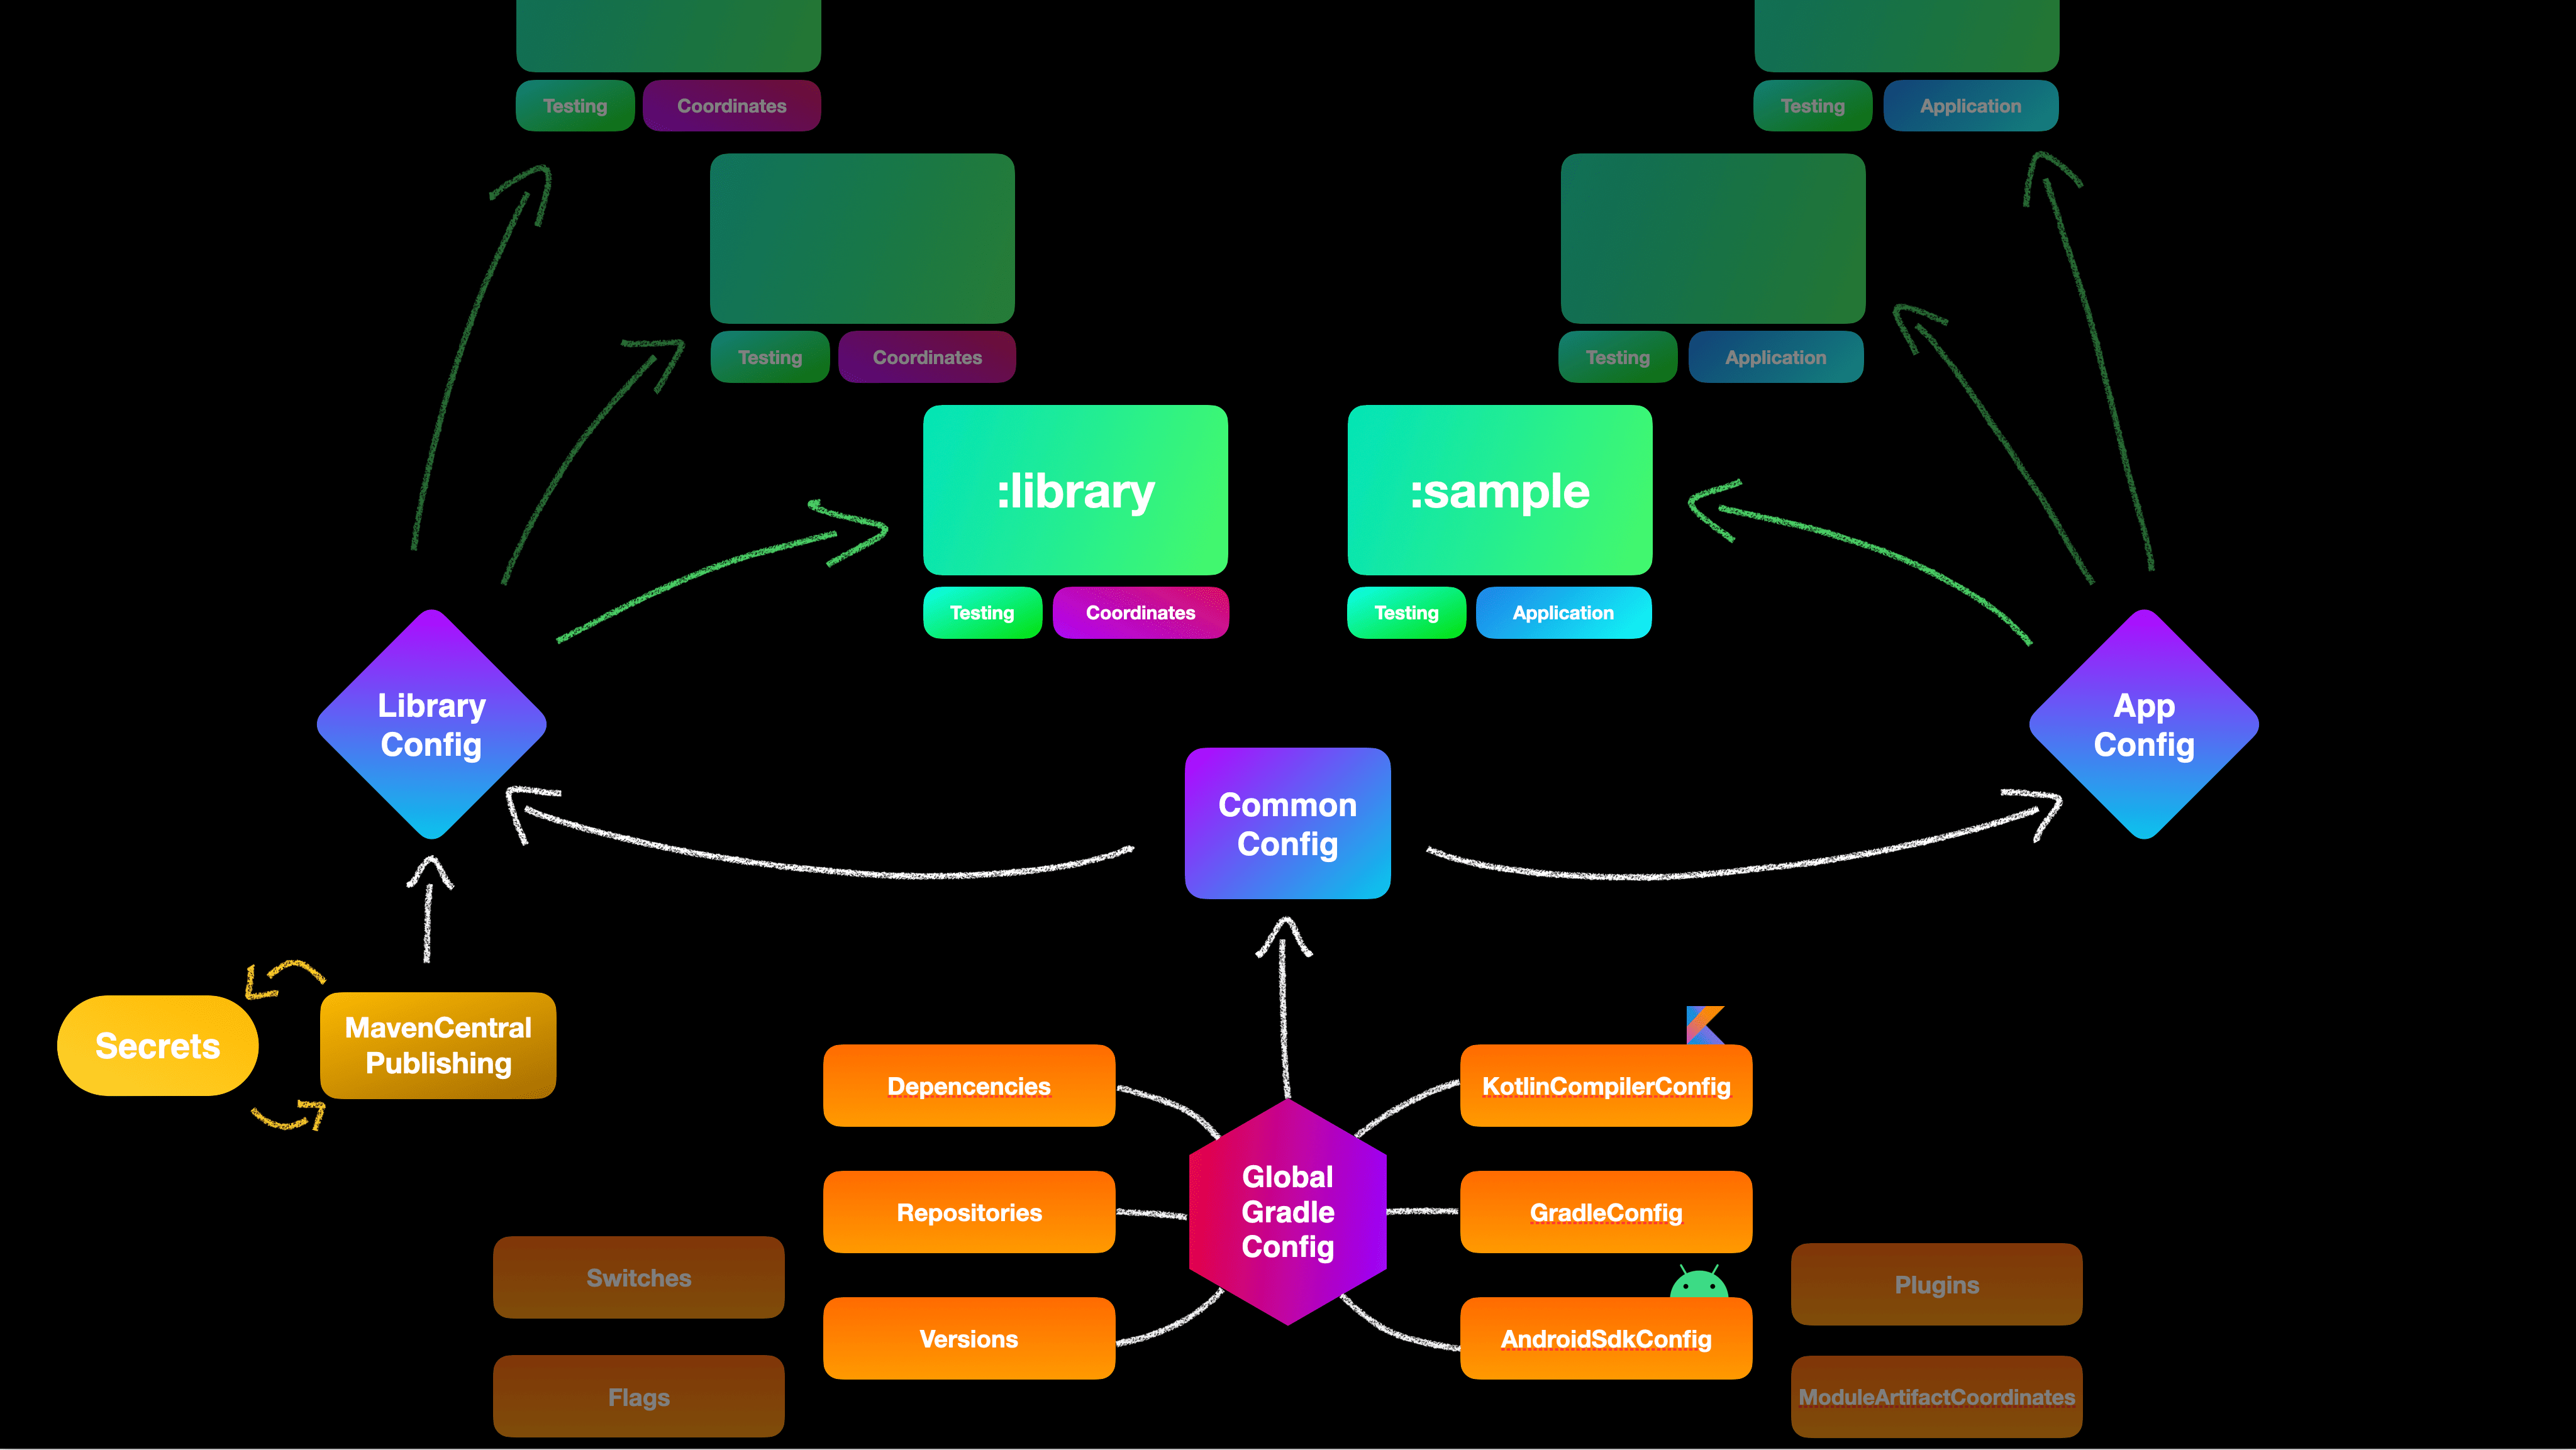 Testing
Coordinates
Testing
Application
Testing
Coordinates
Testing
Application
:library
:sample
Testing
Coordinates
Testing
Application
Library
Config
App
Config
Common
Config
Secrets
MavenCentral
Publishing
Depencencies
KotlinCompilerConfig
Global
Gradle
Config
Repositories
GradleConfig
Switches
Plugins
Versions
AndroidSdkConfig
Flags
ModuleArtifactCoordinates